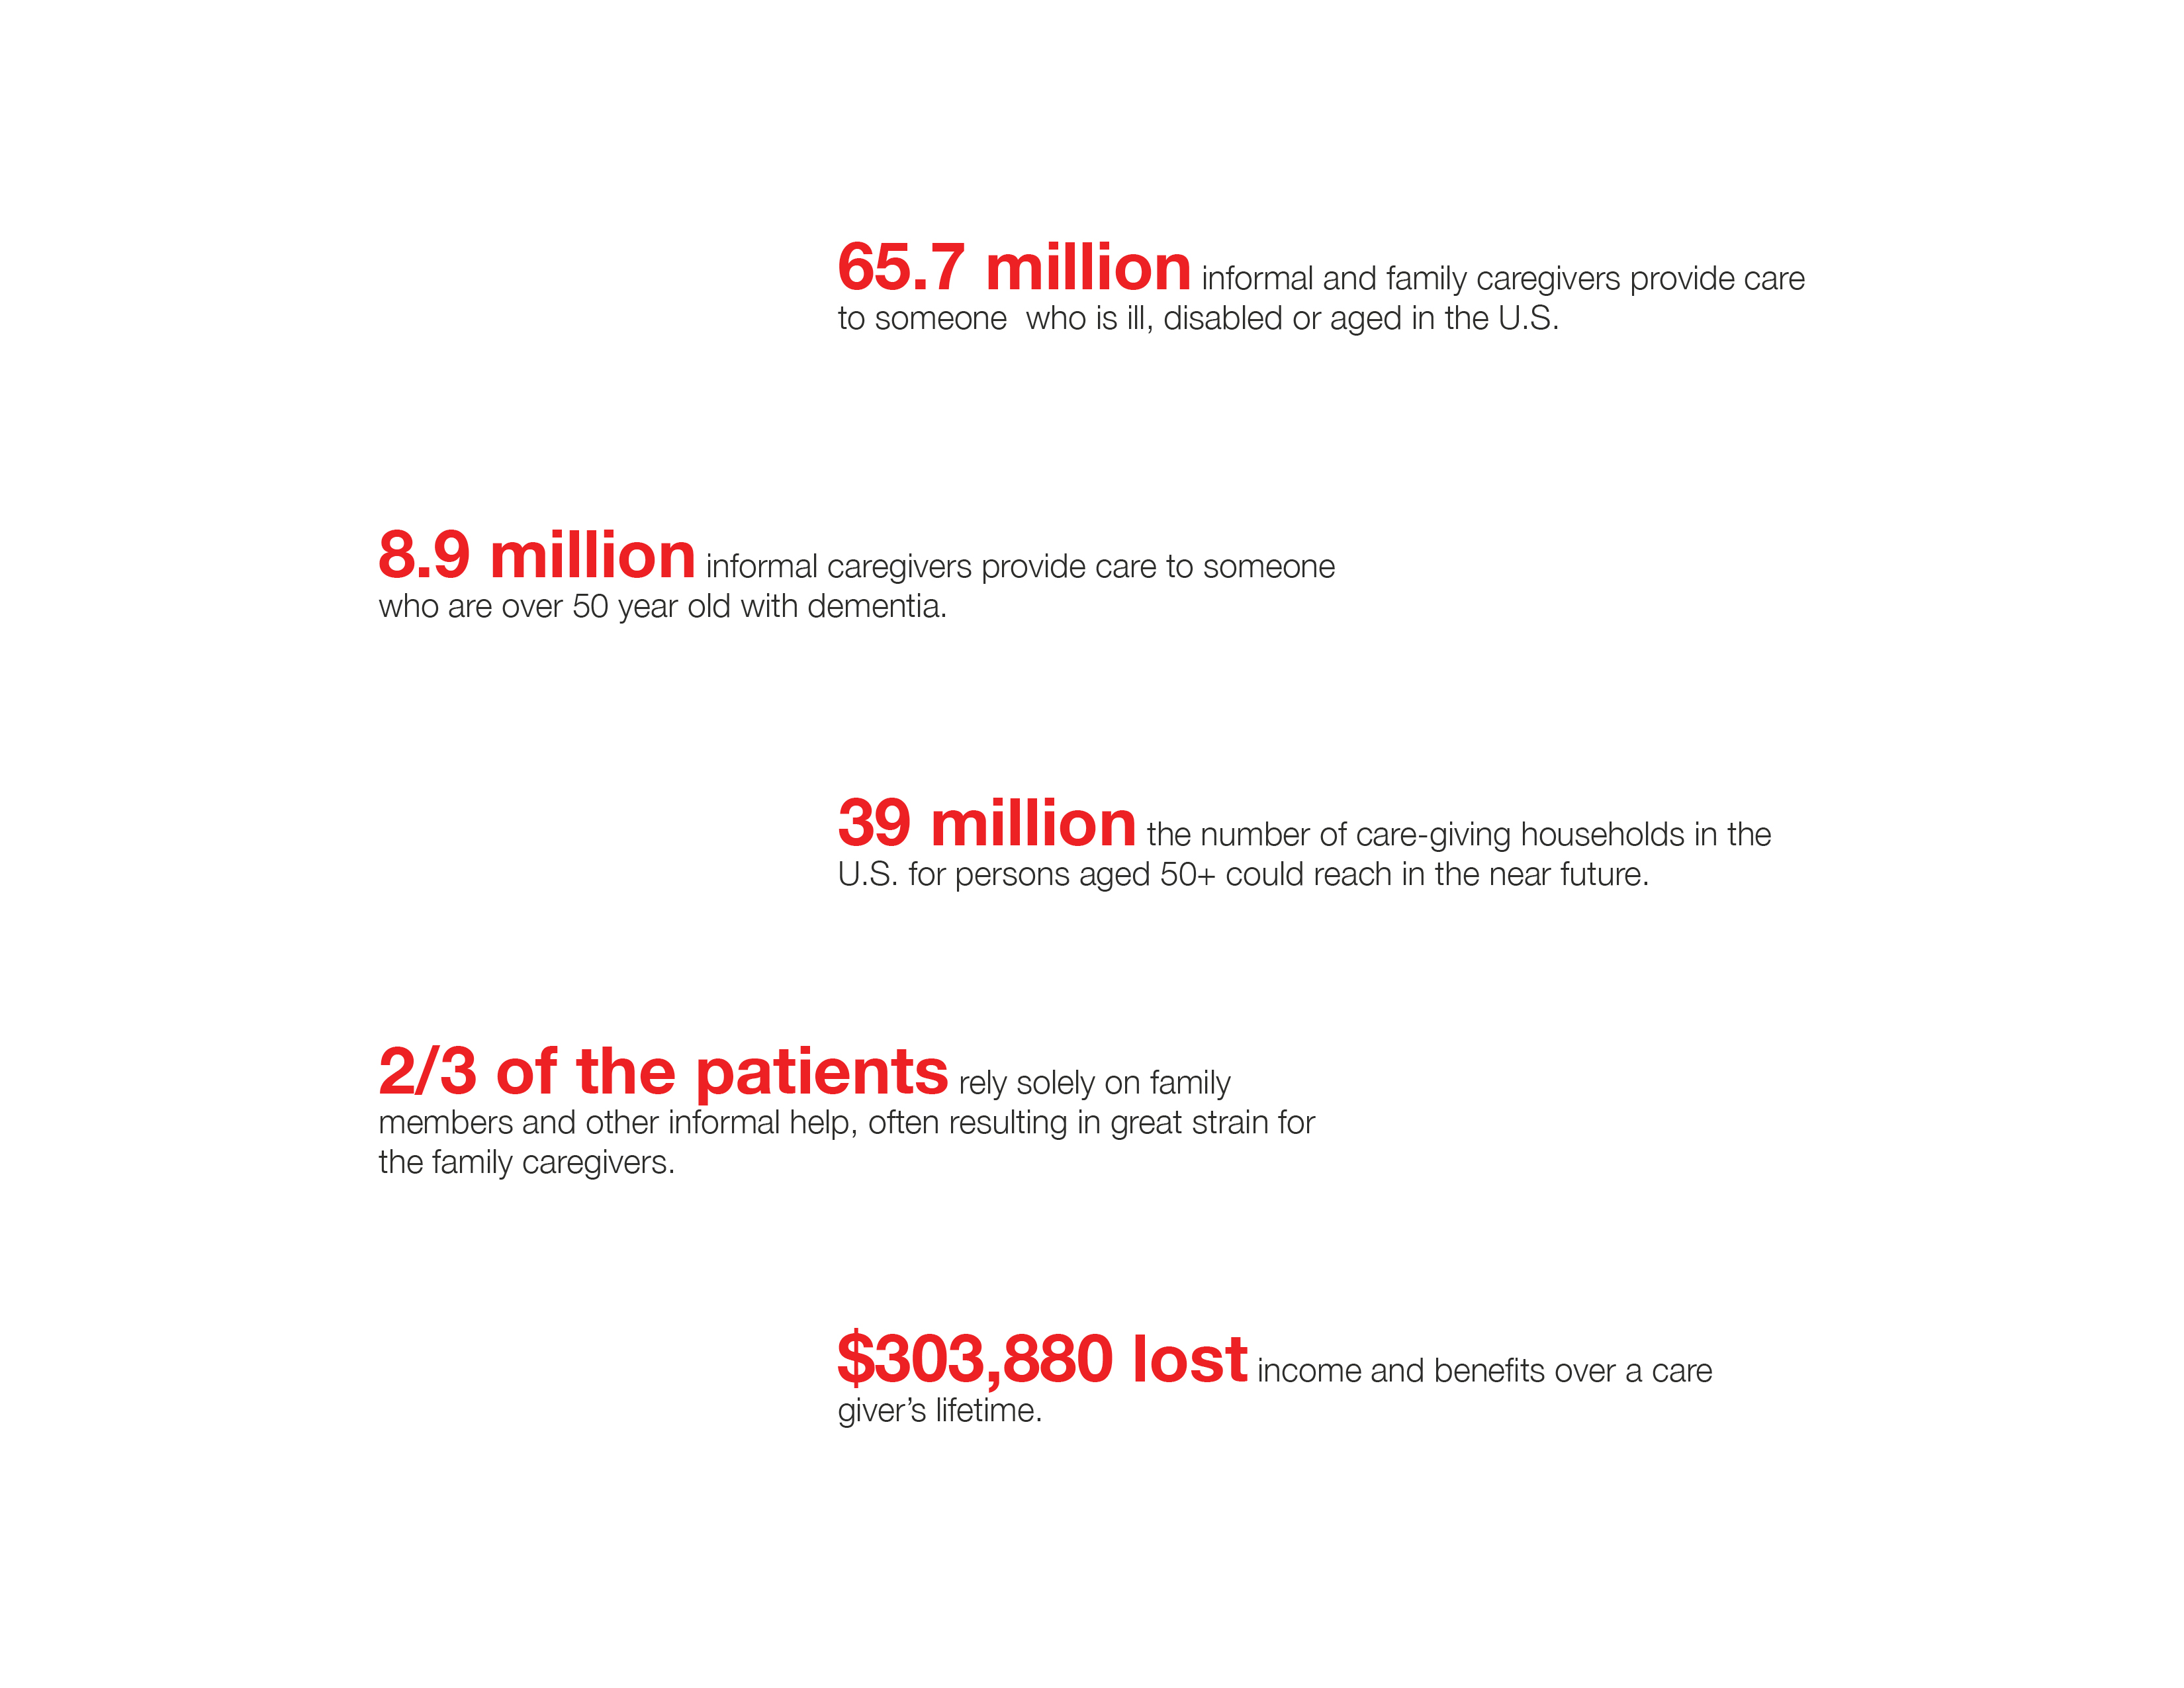 65.7 million informal and family caregivers provide care
to someone  who is ill, disabled or aged in the U.S.
8.9 million informal caregivers provide care to someone
who are over 50 year old with dementia.
39 million the number of care-giving households in the
U.S. for persons aged 50+ could reach in the near future.
2/3 of the patients rely solely on family
members and other informal help, often resulting in great strain for
the family caregivers.
$303,880 lost income and benefits over a care
giver’s lifetime.